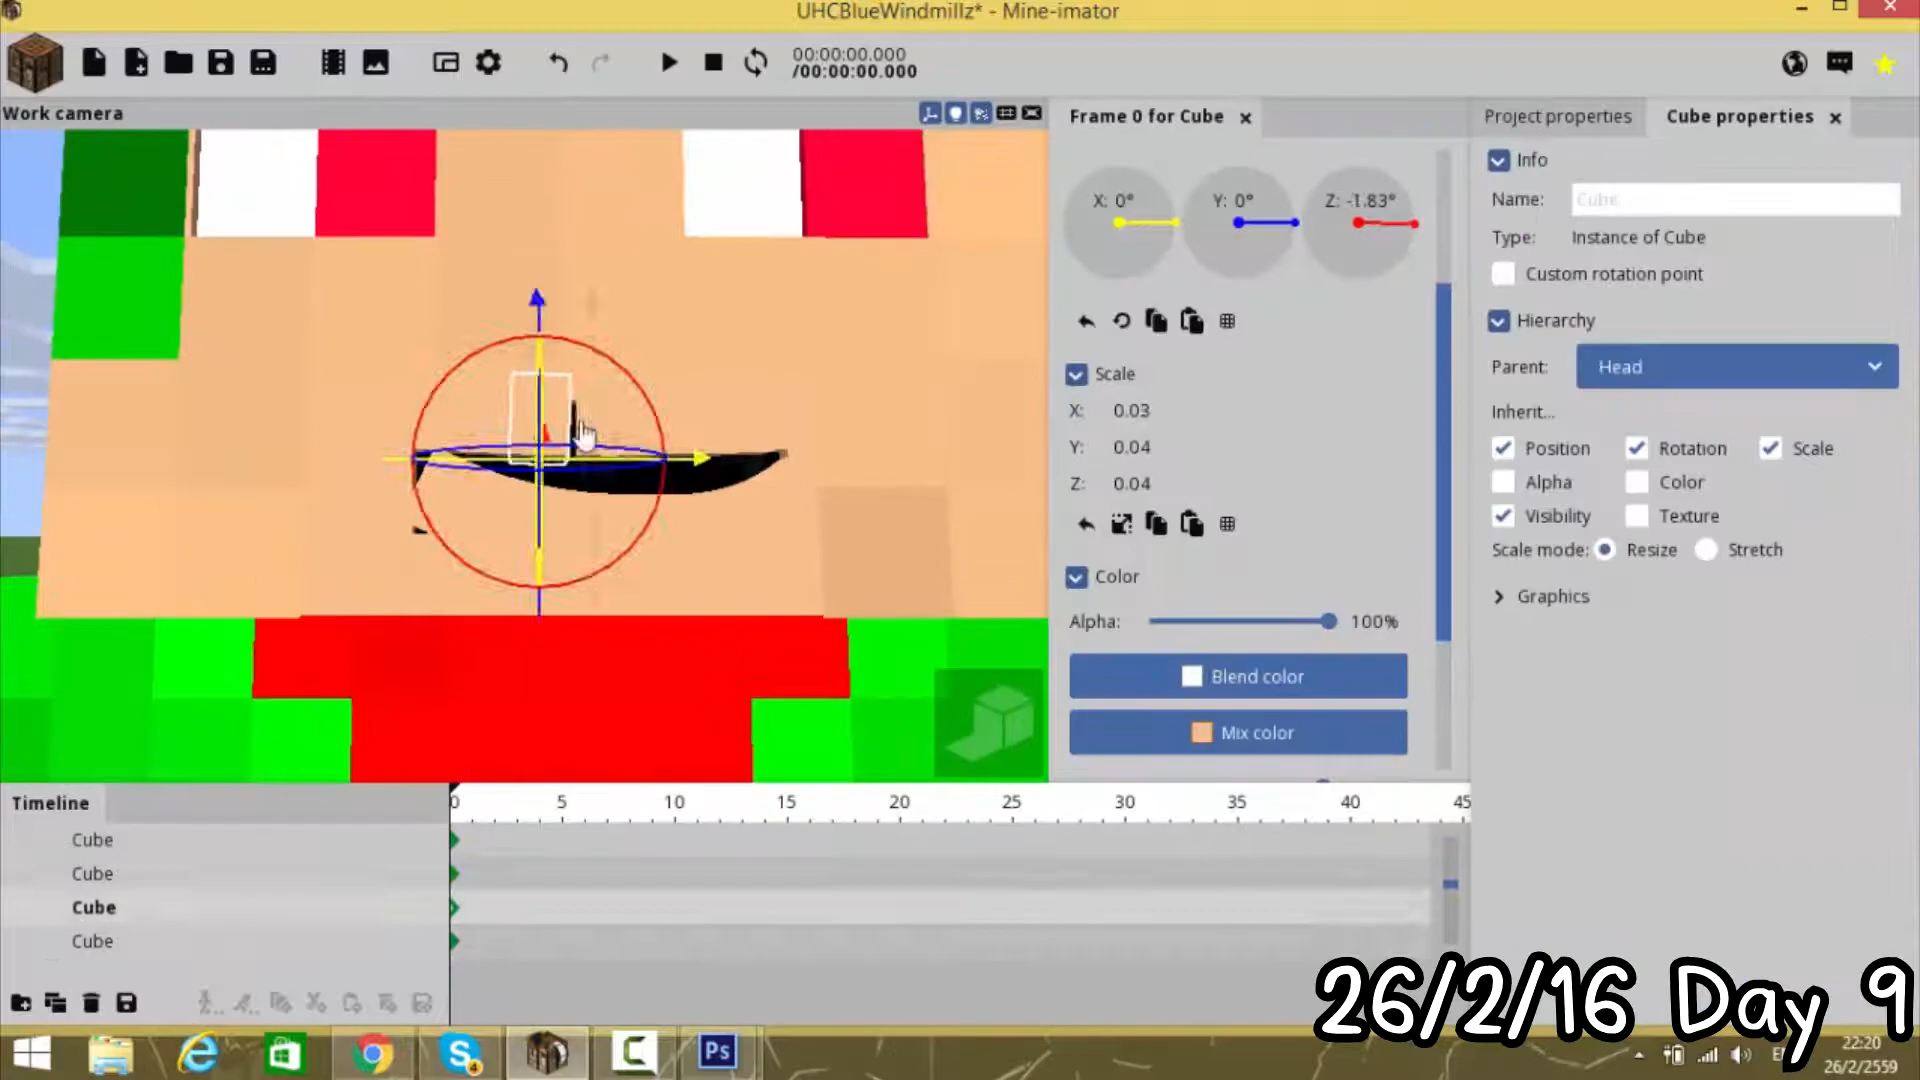 UHCBlueWindmillz* - Mine-imator
00:00:00.000
/00:00:00.000
Work camera
Frame 0 for Cube
Project properties
Cube properties
X: 0°
Y: 0°
Z: -1.83°
Scale
X: 0.03
Y: 0.04
Z: 0.04
Color
Alpha: 100%
Blend color
Mix color
Info
Name: Cube
Type: Instance of Cube
Custom rotation point
Hierarchy
Parent: Head
Inherit...
Position Rotation Scale
Alpha Color
Visibility Texture
Scale mode: Resize Stretch
Graphics
Timeline
0 5 10 15 20 25 30 35 40 45
Cube
Cube
Cube
Cube
26/2/16 Day 9
Ps
22:20
26/2/2559